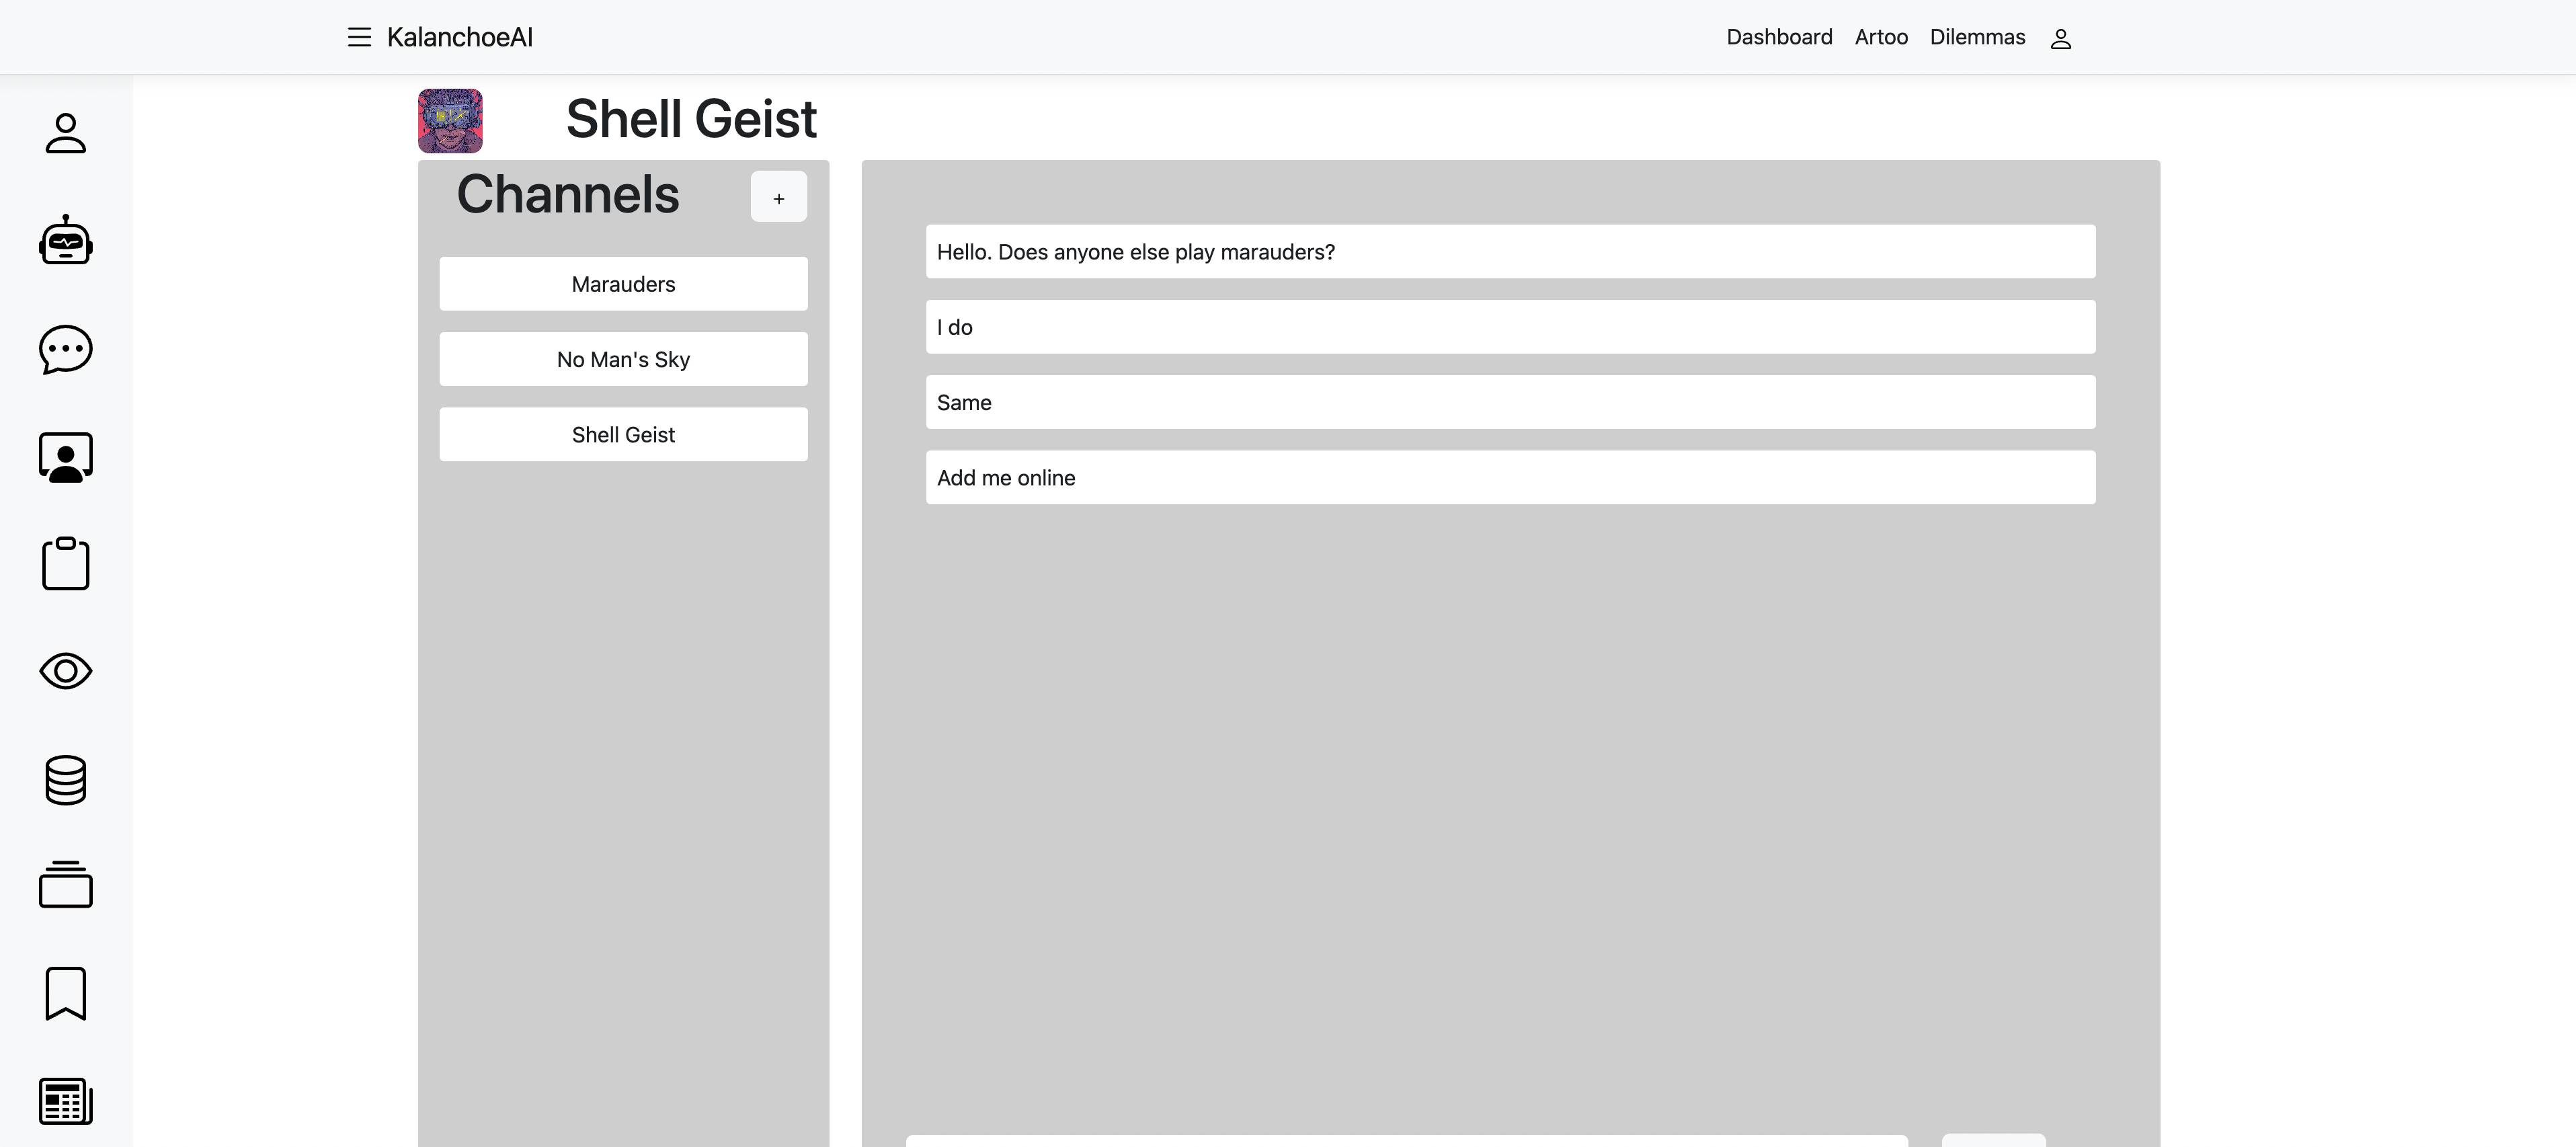 KalanchoeAI
Dashboard Artoo Dilemmas
Shell Geist
Channels
+
Marauders
No Man's Sky
Shell Geist
Hello. Does anyone else play marauders?
I do
Same
Add me online